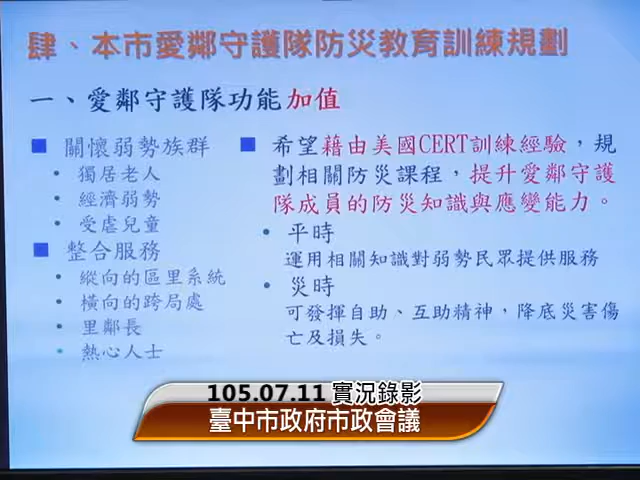 肆、本市愛鄰守護隊防災教育訓練規劃
一、愛鄰守護隊功能加值
■ 關懷弱勢族群
• 獨居老人
• 經濟弱勢
• 受虐兒童
■ 整合服務
• 縱向的區里系統
• 橫向的跨局處
• 里鄰長
• 熱心人士
■ 希望藉由美國CERT訓練經驗，規
劃相關防災課程，提升愛鄰守護
隊成員的防災知識與應變能力。
• 平時
運用相關知識對弱勢民眾提供服務
• 災時
可發揮自助、互助精神，降底災害傷
亡及損失。
105.07.11 實況錄影
臺中市政府市政會議